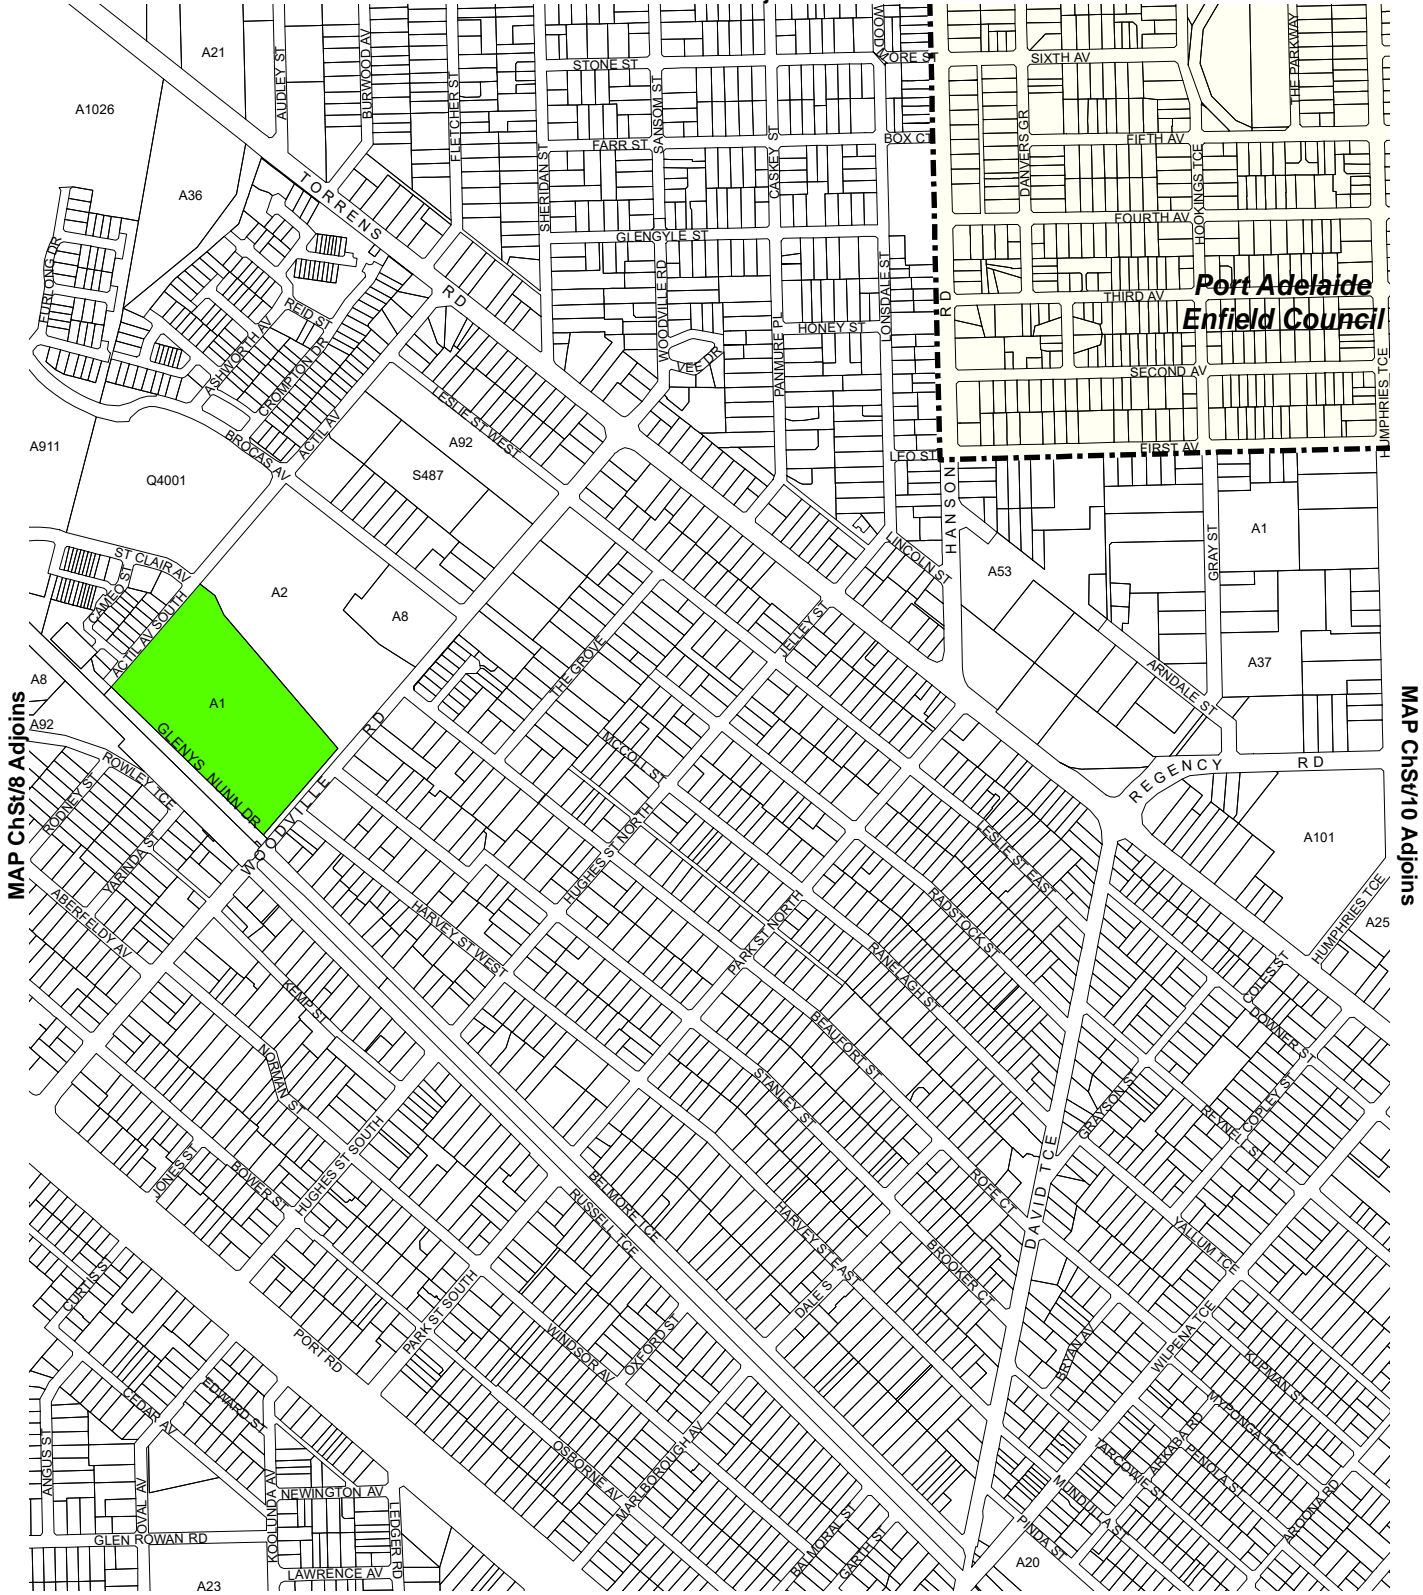 A21
AUDLEY ST
BURWOOD AV
FLETCHER ST
STONE ST
SANSOM ST
SIXTH AV
THE PARKWAY
A1026
FARR ST
CASKEY ST
BOX CT
DANVERS GR
FIFTH AV
HOOKINGS TCE
A36
TORRENS
RD
SHERIDAN ST
GLENGYLE ST
FOURTH AV
FURLONG DR
REID ST
ASHWORTH AV
CROMPTON DR
WOODVILLE RD
VEE DR
PANMURE PL
HONEY ST
LONSDALE ST
RD
THIRD AV
Port Adelaide
Enfield Council
SECOND AV
HUMPHRIES TCE
FIRST AV
LEO ST
HANSON
A911
Q4001
BROCAS AV
ACTIL AV
LESLIE ST WEST
A92
S487
LINCOLN ST
A53
GRAY ST
A1
ST CLAIR AV
CAMEO ST
ACTIL AV SOUTH
A2
A8
JELLEY ST
THE GROVE
A37
ARNDALE ST
MAP ChSt/8 Adjoins
MAP ChSt/10 Adjoins
A8
A92
A1
GLENYS NUNN DR
WOODVILLE
RD
MCCOLL ST
REGENCY
RD
A101
ROWLEY TCE
RODNEY S
YARINDA ST
ABERFELDY AV
HUGHES ST NORTH
LESLIE ST EAST
HARVEY ST WEST
PARK ST NORTH
RADSTOCK ST
RANELAGH ST
HUMPHRIES TCE
A25
COLES ST
DOWNER ST
KEMP ST
NORMAN ST
BEAUFORT ST
STANLEY ST
GRAYSON ST
REYNELL ST
COPLEY ST
JONES ST
BOWER ST
HUGHES ST SOUTH
BELMORE TCE
RUSSELL TCE
ROFE CT
DAVID TCE
HARVEY ST EAST
BROOKER CT
YALLUM TCE
CURTIS S
PORT RD
PARK ST SOUTH
WINDSOR AV
OXFORD ST
DALE S
BRYAN AV
WILPENA TCE
KUPMAN ST
MYPONGA TCE
CEDAR AV
EDWARD ST
ANGUS ST
OVAL AV
KOOLUNDA AV
NEWINGTON AV
LEDGER RD
GLEN ROWAN RD
LAWRENCE AV
A23
OSBORNE AV
MARLBOROUGH AV
BALMORAL ST
GARTH ST
TARCOWIE S
ARKABA RD
PENOLA S
MUNDULLA S
PINDA ST
AROONA RD
A20